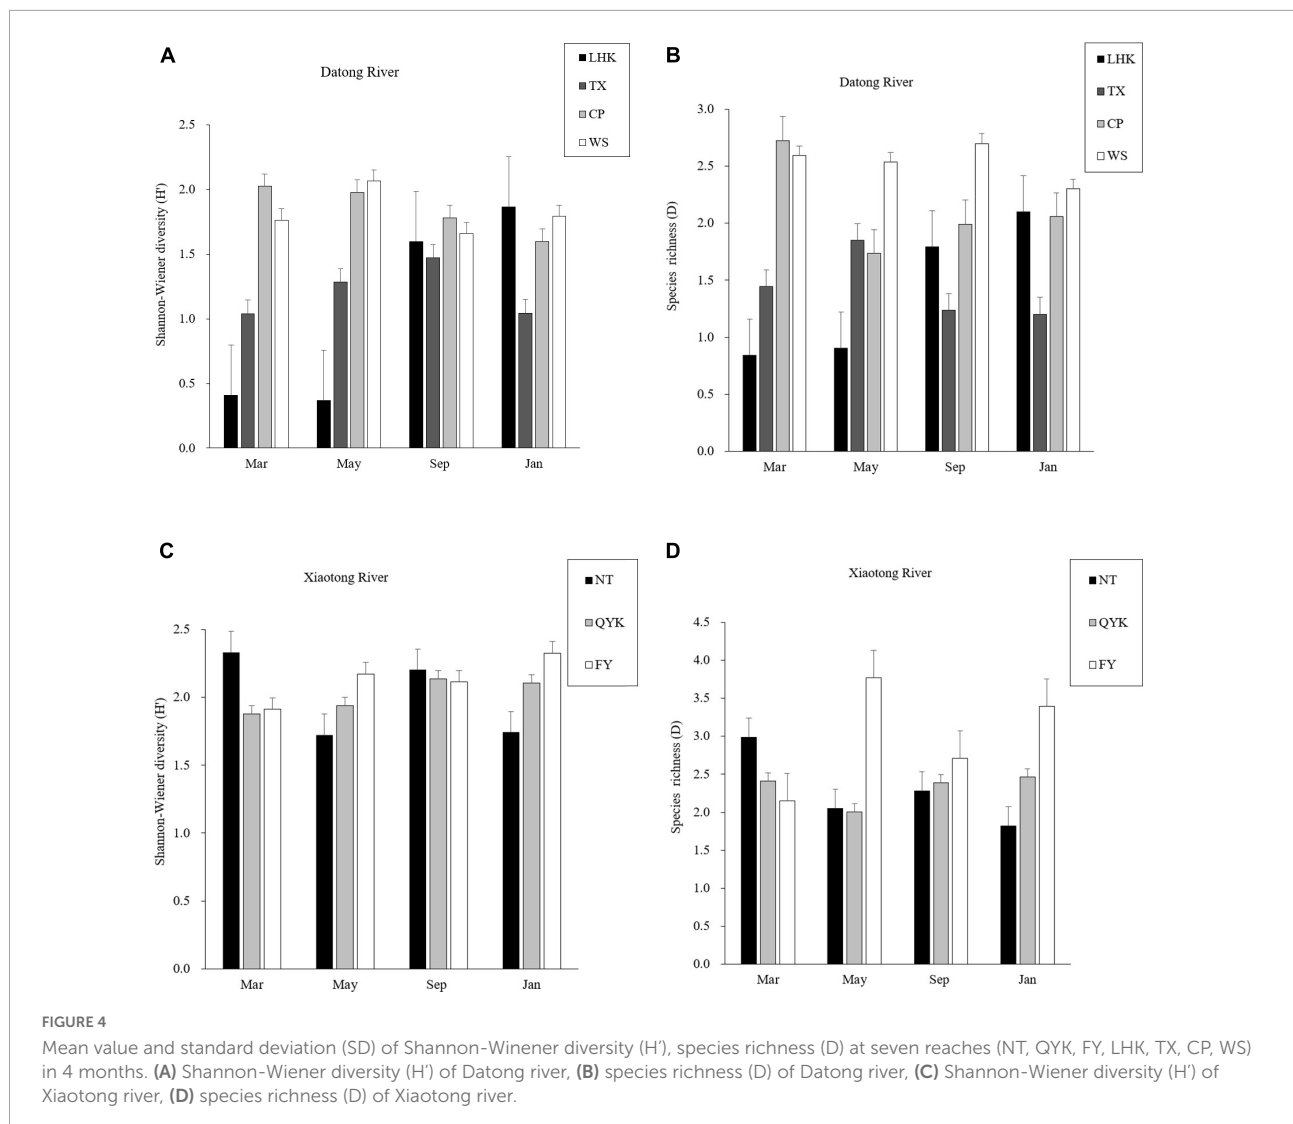 A
Datong River
LHK
TX
CP
WS
Shannon-Wiener diversity (H')
2.5
2.0
1.5
1.0
0.5
0.0
Mar May Sep Jan
B
Datong River
LHK
TX
CP
WS
Species richness (D)
3.0
2.5
2.0
1.5
1.0
0.5
0.0
Mar May Sep Jan
C
Xiaotong River
NT
QYK
FY
Shannon-Wiener diversity (H')
2.5
2.0
1.5
1.0
0.5
0.0
Mar May Sep Jan
D
Xiaotong River
NT
QYK
FY
Species richness (D)
4.5
4.0
3.5
3.0
2.5
2.0
1.5
1.0
0.5
0.0
Mar May Sep Jan
FIGURE 4
Mean value and standard deviation (SD) of Shannon-Winener diversity (H′), species richness (D) at seven reaches (NT, QYK, FY, LHK, TX, CP, WS)
in 4 months. (A) Shannon-Wiener diversity (H′) of Datong river, (B) species richness (D) of Datong river, (C) Shannon-Wiener diversity (H′) of
Xiaotong river, (D) species richness (D) of Xiaotong river.